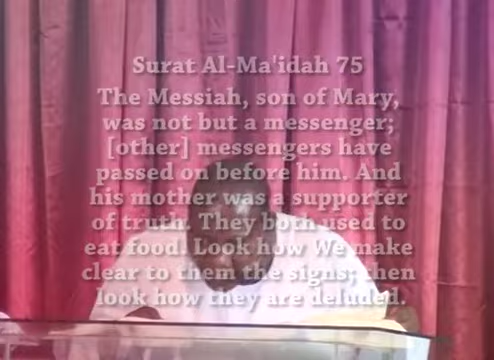 Surat Al-Ma'idah 75
The Messiah, son of Mary,
was not but a messenger;
[other] messengers have
passed on before him. And
his mother was a supporter
of truth. They both used to
eat food. Look how We make
clear to them the signs; then
look how they are deluded.